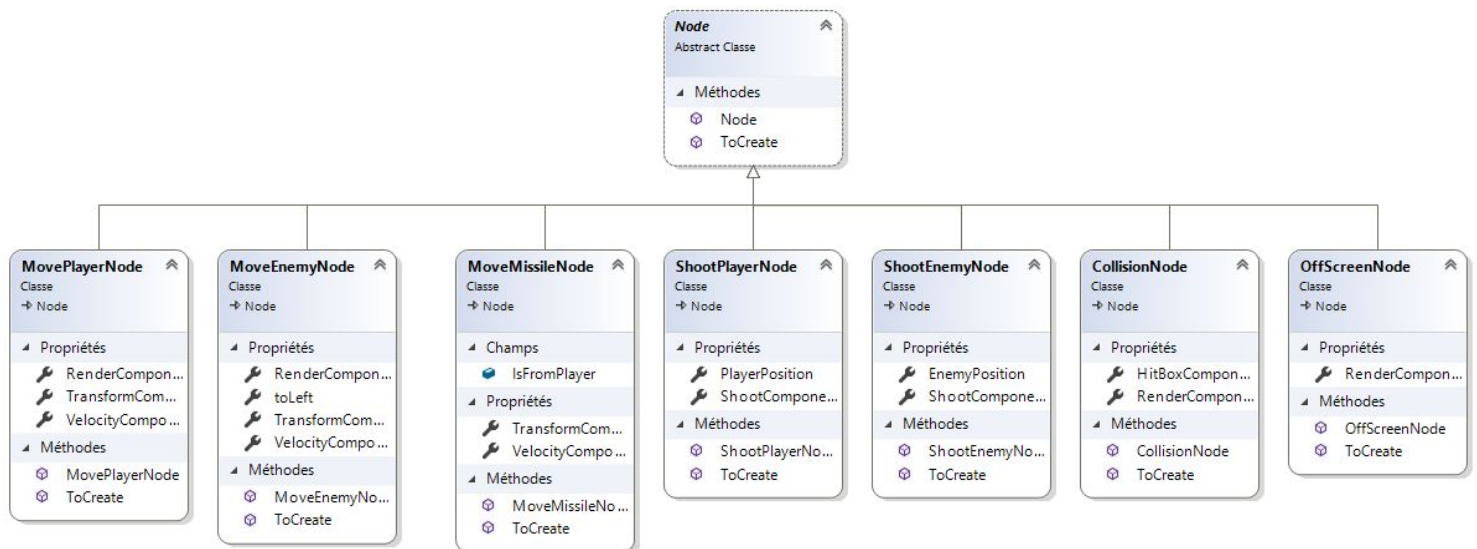 Node
Abstract Classe
Méthodes
Node
ToCreate
MovePlayerNode
Classe
Node
Propriétés
RenderCompon...
TransformCom...
VelocityCompo...
Méthodes
MovePlayerNode
ToCreate
MoveEnemyNode
Classe
Node
Propriétés
RenderCompon...
toLeft
TransformCom...
VelocityCompo...
Méthodes
MoveEnemyNo...
ToCreate
MoveMissileNode
Classe
Node
Champs
IsFromPlayer
Propriétés
TransformCom...
VelocityCompo...
Méthodes
MoveMissileNo...
ToCreate
ShootPlayerNode
Classe
Node
Propriétés
PlayerPosition
ShootCompone...
Méthodes
ShootPlayerNo...
ToCreate
ShootEnemyNode
Classe
Node
Propriétés
EnemyPosition
ShootCompone...
Méthodes
ShootEnemyNo...
ToCreate
CollisionNode
Classe
Node
Propriétés
HitBoxCompon...
RenderCompon...
Méthodes
CollisionNode
ToCreate
OffScreenNode
Classe
Node
Propriétés
RenderCompon...
Méthodes
OffScreenNode
ToCreate